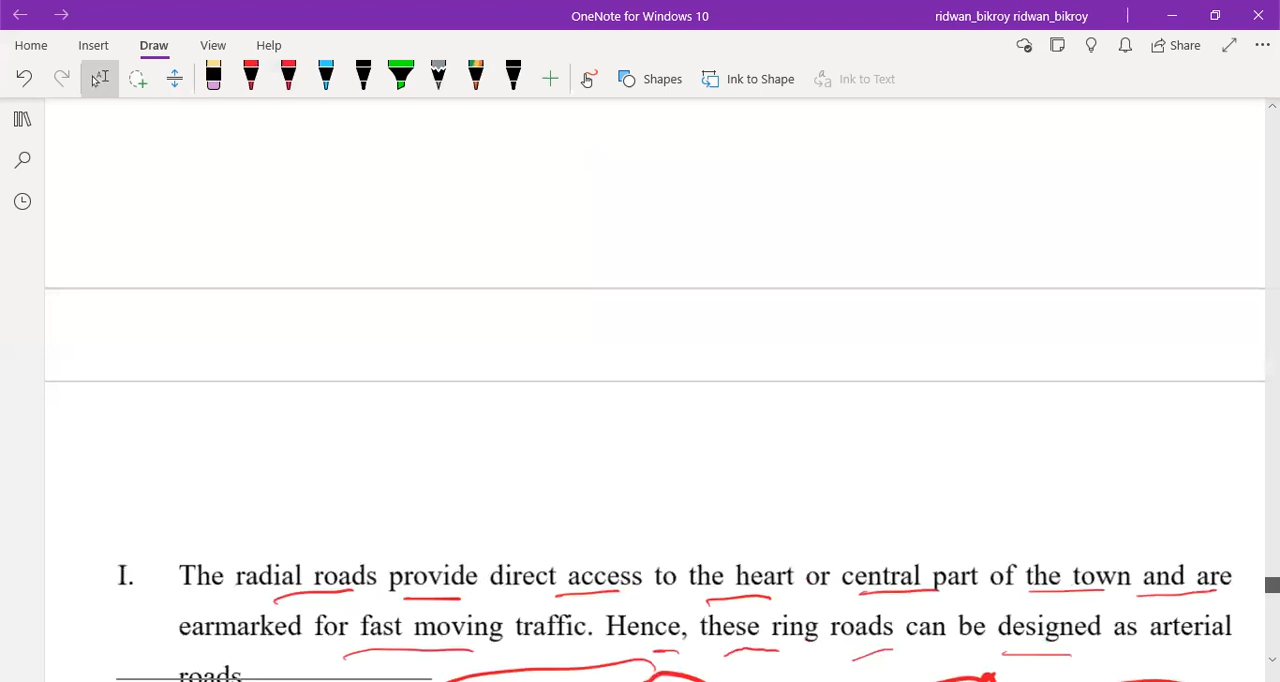 OneNote for Windows 10
ridwan_bikroy ridwan_bikroy
Home Insert Draw View Help
Share
Shapes Ink to Shape Ink to Text
I. The radial roads provide direct access to the heart or central part of the town and are
earmarked for fast moving traffic. Hence, these ring roads can be designed as arterial
roads.